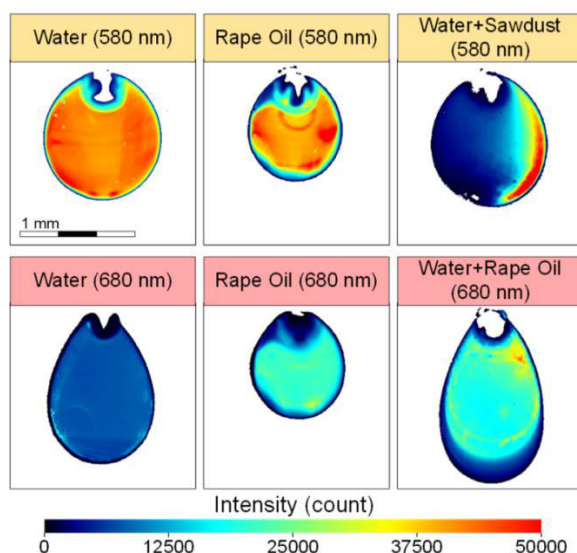 Water (580 nm)
Rape Oil (580 nm)
Water+Sawdust
(580 nm)
1 mm
Water (680 nm)
Rape Oil (680 nm)
Water+Rape Oil
(680 nm)
Intensity (count)
0 12500 25000 37500 50000